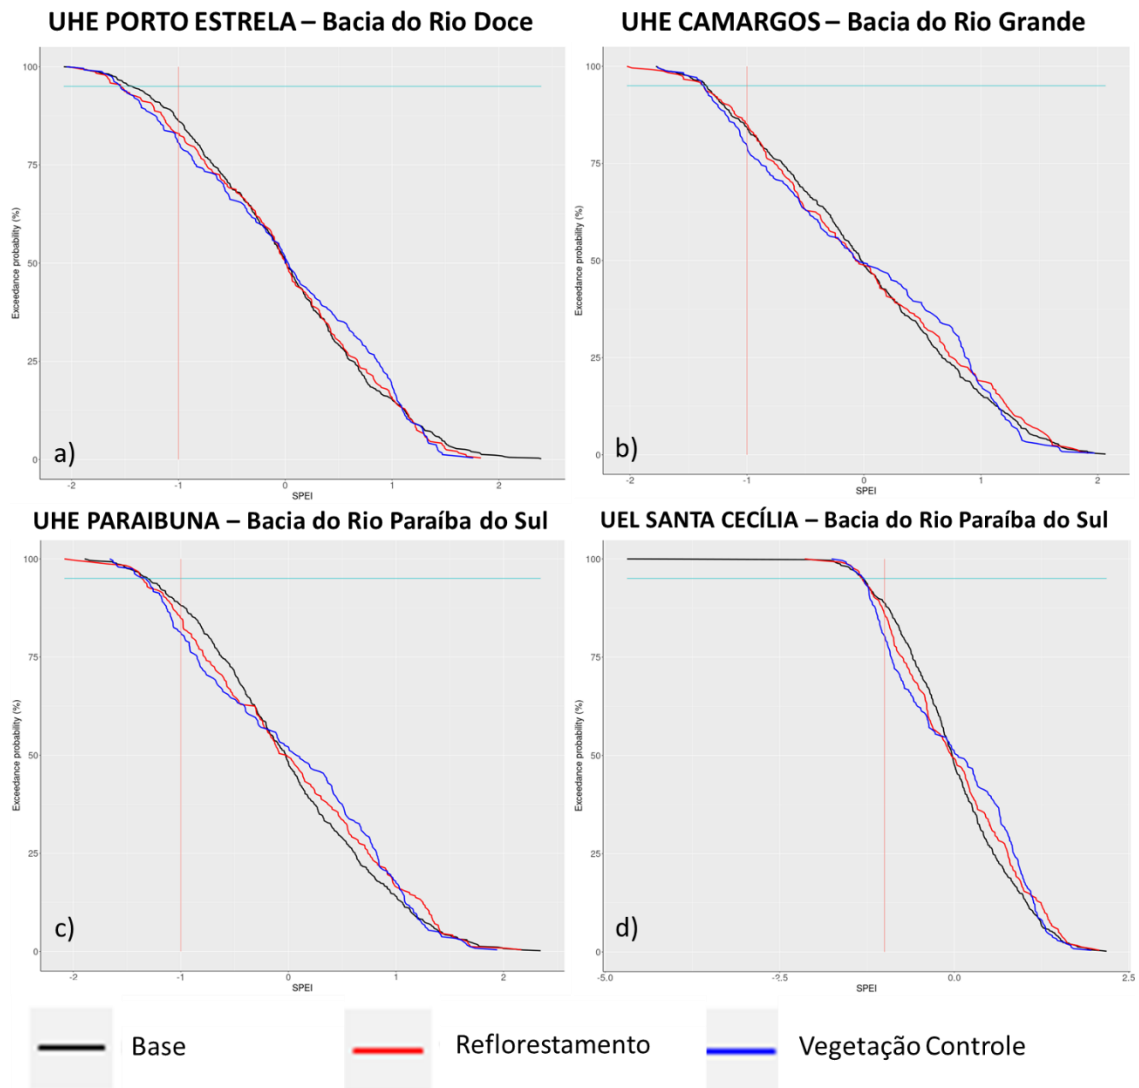 UHE PORTO ESTRELA – Bacia do Rio Doce
100
75
50
25
0
Exceedance probability (%)
a)
-2
-1
0
1
2
SPEI
UHE CAMARGOS – Bacia do Rio Grande
100
75
50
25
0
Exceedance probability (%)
b)
-2
-1
0
1
2
SPEI
UHE PARAIBUNA – Bacia do Rio Paraíba do Sul
100
75
50
25
0
Exceedance probability (%)
c)
-2
-1
0
1
2
SPEI
UEL SANTA CECÍLIA – Bacia do Rio Paraíba do Sul
100
75
50
25
0
Exceedance probability (%)
d)
-5.0
-2.5
0.0
2.5
SPEI
Base
Reflorestamento
Vegetação Controle